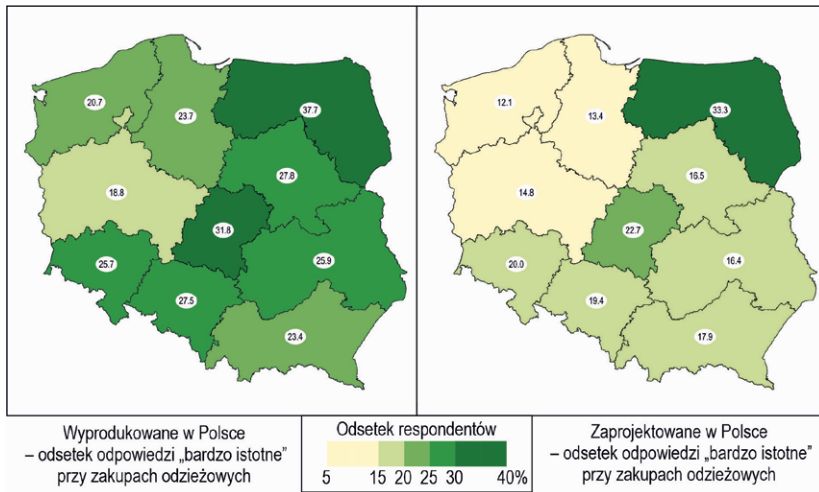 20.7
23.7
37.7
27.8
18.8
31.8
25.7
25.9
27.5
23.4
12.1
13.4
33.3
16.5
14.8
22.7
20.0
16.4
19.4
17.9
Wyprodukowane w Polsce
– odsetek odpowiedzi „bardzo istotne”
przy zakupach odzieżowych
Odsetek respondentów
5 15 20 25 30 40%
Zaprojektowane w Polsce
– odsetek odpowiedzi „bardzo istotne”
przy zakupach odzieżowych